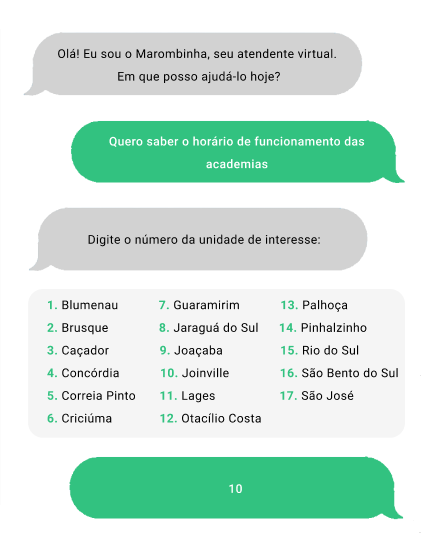 Olá! Eu sou o Marombinha, seu atendente virtual.
Em que posso ajudá-lo hoje?
Quero saber o horário de funcionamento das
academias
Digite o número da unidade de interesse:
1. Blumenau
2. Brusque
3. Caçador
4. Concórdia
5. Correia Pinto
6. Criciúma
7. Guaramirim
8. Jaraguá do Sul
9. Joaçaba
10. Joinville
11. Lages
12. Otacílio Costa
13. Palhoça
14. Pinhalzinho
15. Rio do Sul
16. São Bento do Sul
17. São José
10